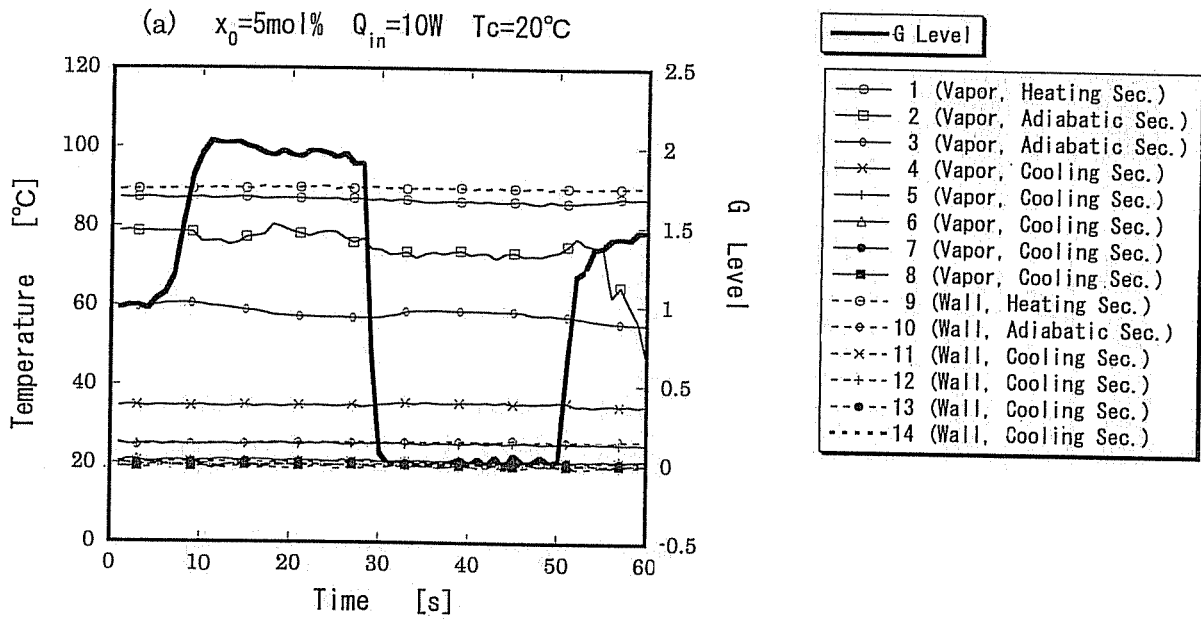 (a) x0=5mol% Qin=10W Tc=20°C
G Level
120
100
80
60
40
20
0
Temperature [°C]
2.5
2
1.5
1
0.5
0
-0.5
G Level
0 10 20 30 40 50 60
Time [s]
1 (Vapor, Heating Sec.)
2 (Vapor, Adiabatic Sec.)
3 (Vapor, Adiabatic Sec.)
4 (Vapor, Cooling Sec.)
5 (Vapor, Cooling Sec.)
6 (Vapor, Cooling Sec.)
7 (Vapor, Cooling Sec.)
8 (Vapor, Cooling Sec.)
9 (Wall, Heating Sec.)
10 (Wall, Adiabatic Sec.)
11 (Wall, Cooling Sec.)
12 (Wall, Cooling Sec.)
13 (Wall, Cooling Sec.)
14 (Wall, Cooling Sec.)